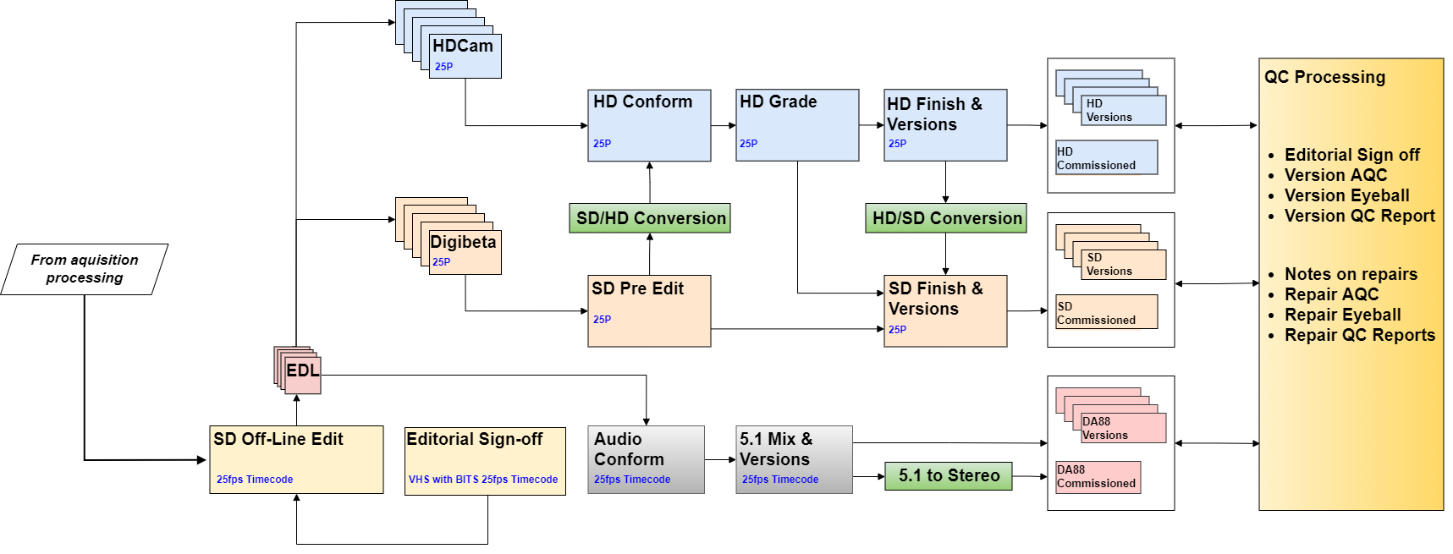 HDCam
25P
HD Conform
25P
HD Grade
25P
HD Finish &
Versions
25P
HD
Versions
HD
Commissioned
QC Processing
• Editorial Sign off
• Version AQC
• Version Eyeball
• Version QC Report
• Notes on repairs
• Repair AQC
• Repair Eyeball
• Repair QC Reports
SD/HD Conversion
HD/SD Conversion
Digibeta
25P
From aquisition
processing
SD Pre Edit
25P
SD Finish &
Versions
25P
SD
Versions
SD
Commissioned
EDL
SD Off-Line Edit
25fps Timecode
Editorial Sign-off
VHS with BITS 25fps Timecode
Audio
Conform
25fps Timecode
5.1 Mix &
Versions
25fps Timecode
5.1 to Stereo
DA88
Versions
DA88
Commissioned